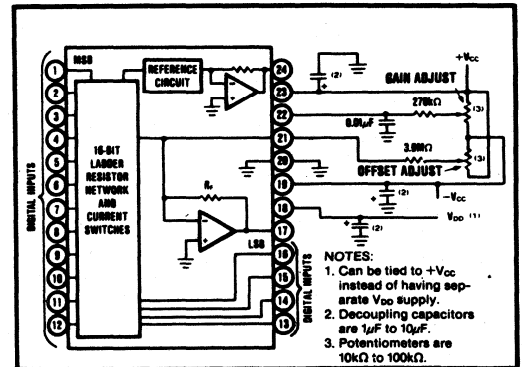 MSB
REFERENCE
CIRCUIT
16-BIT
LADDER
RESISTOR
NETWORK
AND
CURRENT
SWITCHES
DIGITAL INPUTS
1
2
3
4
5
6
7
8
9
10
11
12
RF
LSB
24
23
22
21
20
19
18
17
16
15
14
13
DIGITAL INPUTS
(2)
+VCC
GAIN ADJUST
270kΩ
(3)
0.01µF
3.9MΩ
(3)
OFFSET ADJUST
(2)
-VCC
VDD (1)
(2)
NOTES:
1. Can be tied to +VCC
instead of having sep-
arate VDD supply.
2. Decoupling capacitors
are 1µF to 10µF.
3. Potentiometers are
10kΩ to 100kΩ.